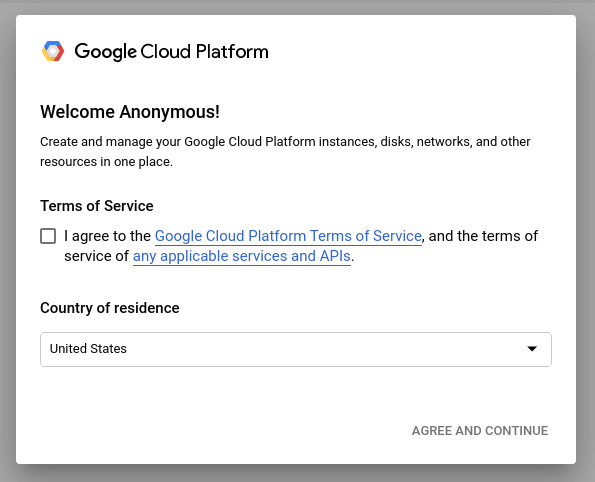 Google Cloud Platform
Welcome Anonymous!
Create and manage your Google Cloud Platform instances, disks, networks, and other
resources in one place.
Terms of Service
I agree to the Google Cloud Platform Terms of Service, and the terms of
service of any applicable services and APIs.
Country of residence
United States
AGREE AND CONTINUE